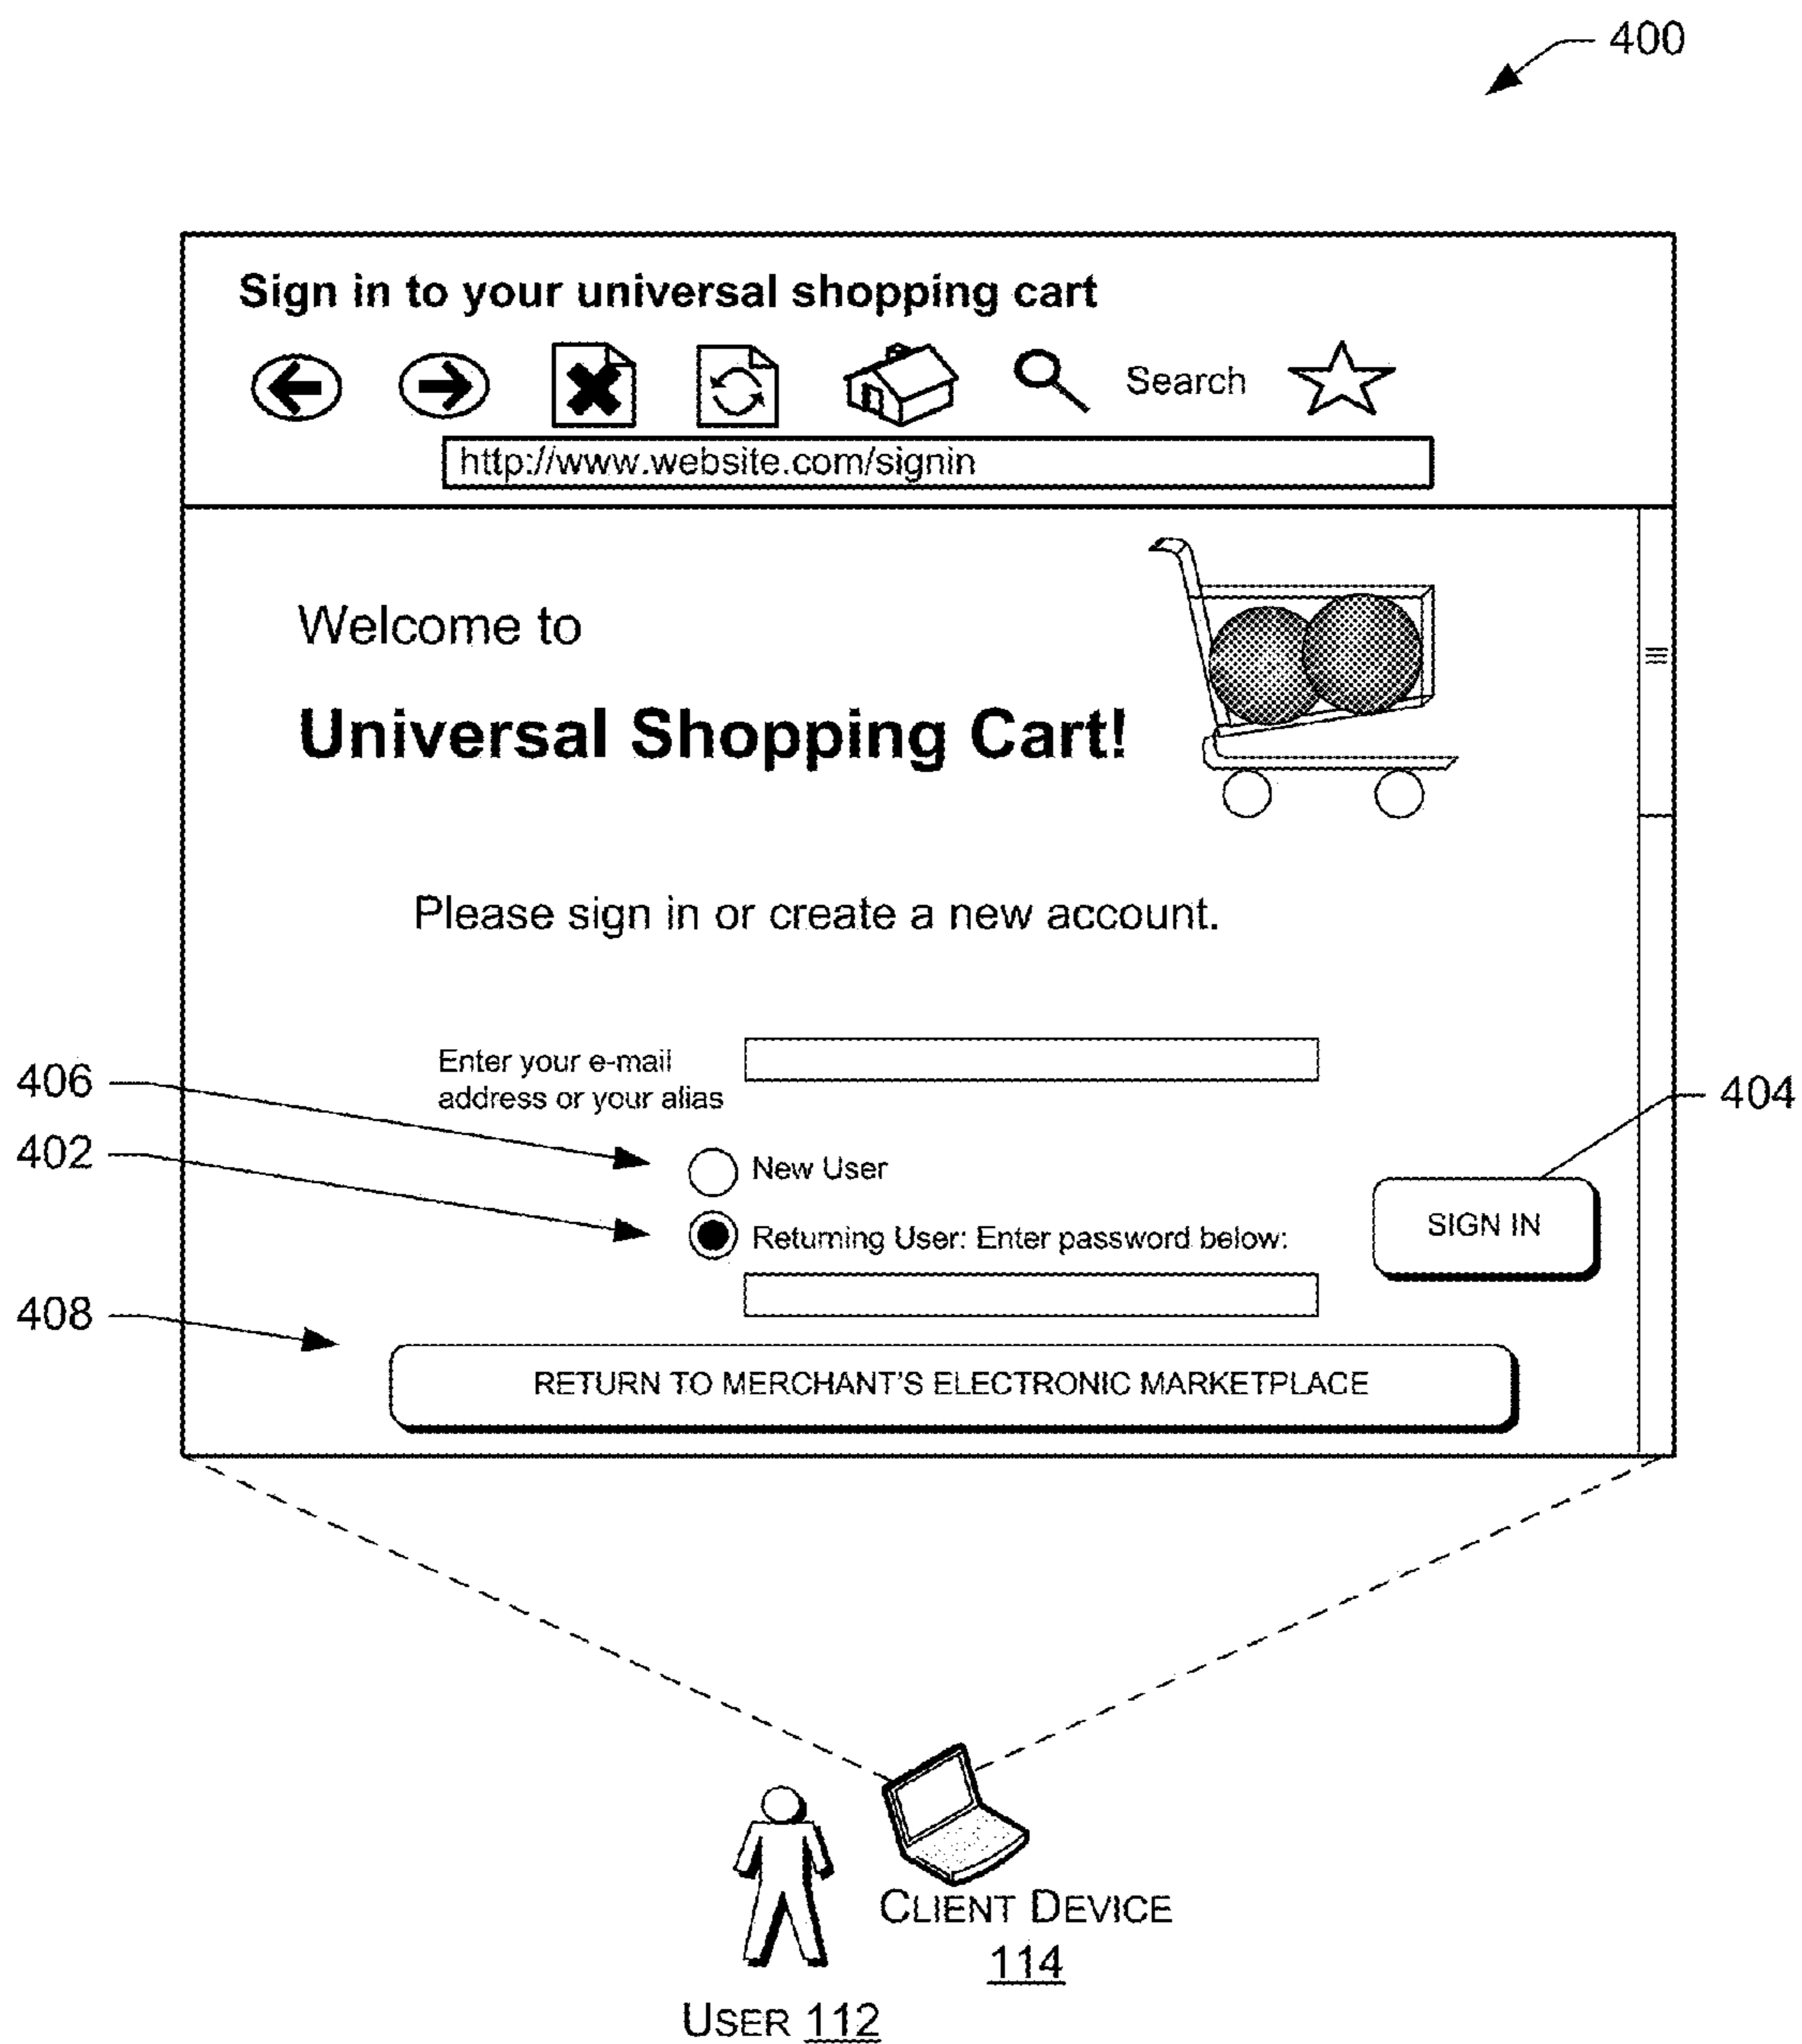 400
Sign in to your universal shopping cart
Search
http://www.website.com/signin
Welcome to
Universal Shopping Cart!
Please sign in or create a new account.
Enter your e-mail
address or your alias
406
404
402
New User
Returning User: Enter password below:
SIGN IN
408
RETURN TO MERCHANT'S ELECTRONIC MARKETPLACE
CLIENT DEVICE
114
USER 112